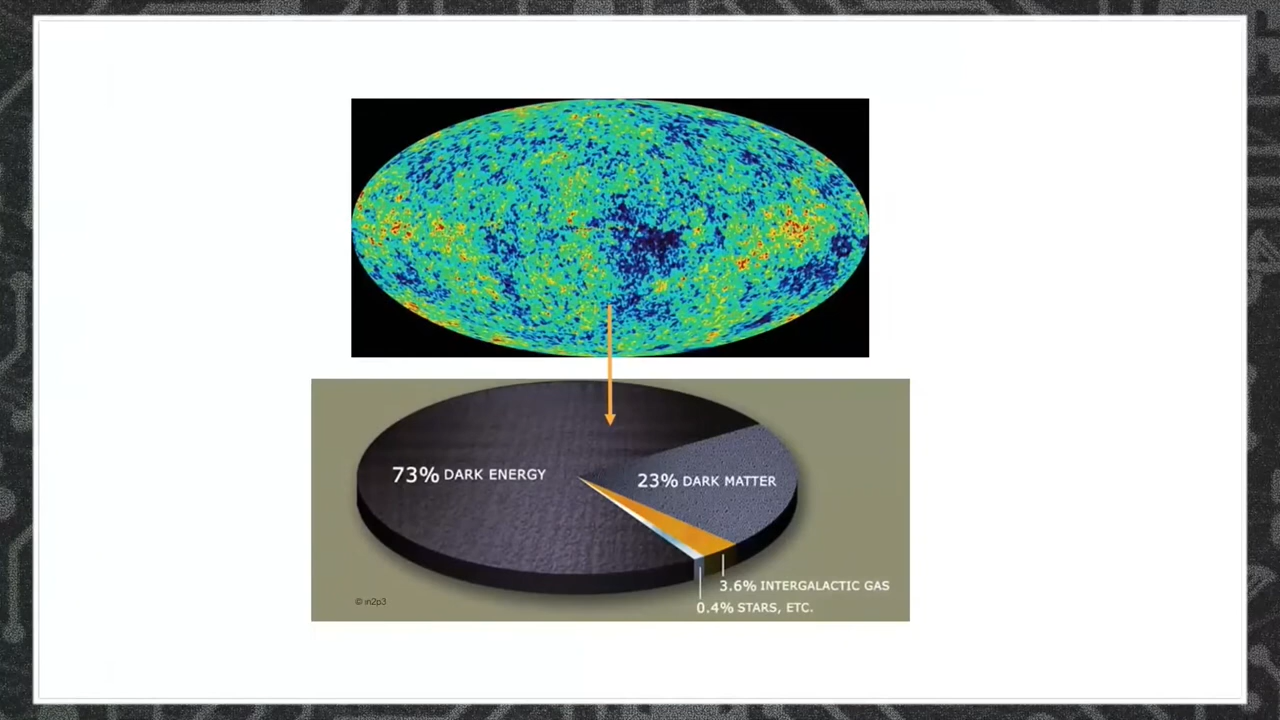 73% DARK ENERGY
23% DARK MATTER
3.6% INTERGALACTIC GAS
0.4% STARS, ETC.
© in2p3